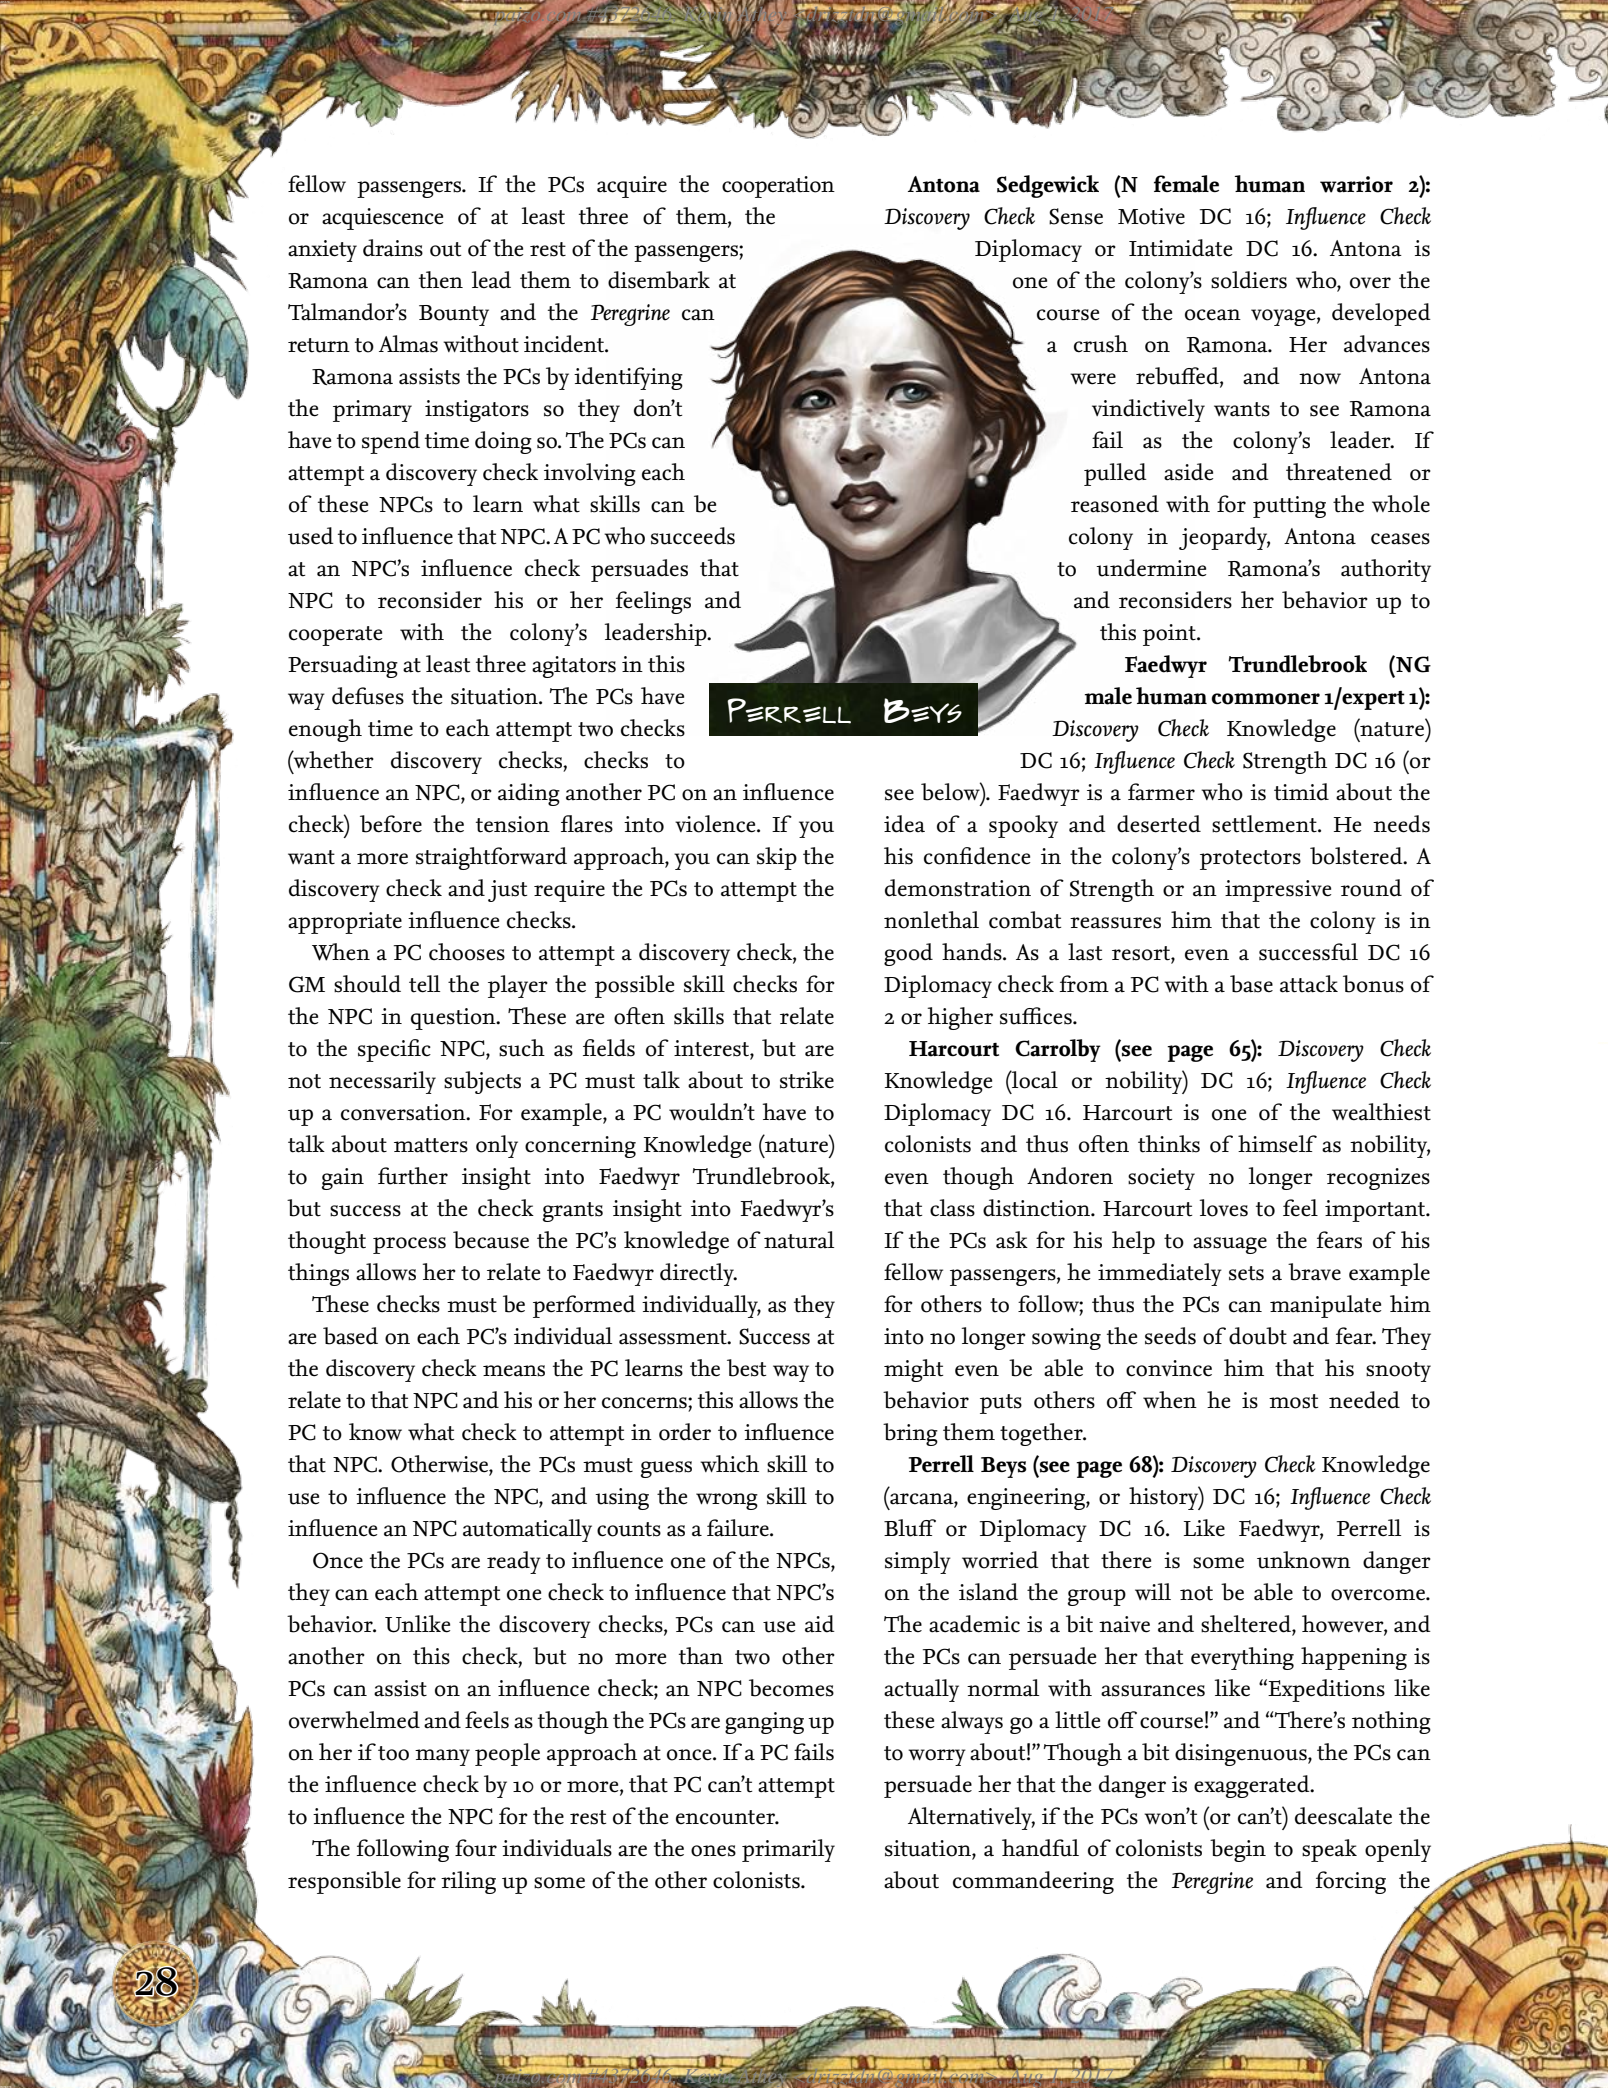 fellow passengers. If the PCs acquire the cooperation
or acquiescence of at least three of them, the
anxiety drains out of the rest of the passengers;
Ramona can then lead them to disembark at
Talmandor's Bounty and the Peregrine can
return to Almas without incident.
Ramona assists the PCs by identifying
the primary instigators so they don't
have to spend time doing so. The PCs can
attempt a discovery check involving each
of these NPCs to learn what skills can be
used to influence that NPC. A PC who succeeds
at an NPC's influence check persuades that
NPC to reconsider his or her feelings and
cooperate with the colony's leadership.
Persuading at least three agitators in this
way defuses the situation. The PCs have
enough time to each attempt two checks
(whether discovery checks, checks to
influence an NPC, or aiding another PC on an influence
check) before the tension flares into violence. If you
want a more straightforward approach, you can skip the
discovery check and just require the PCs to attempt the
appropriate influence checks.
When a PC chooses to attempt a discovery check, the
GM should tell the player the possible skill checks for
the NPC in question. These are often skills that relate
to the specific NPC, such as fields of interest, but are
not necessarily subjects a PC must talk about to strike
up a conversation. For example, a PC wouldn't have to
talk about matters only concerning Knowledge (nature)
to gain further insight into Faedwyr Trundlebrook,
but success at the check grants insight into Faedwyr's
thought process because the PC's knowledge of natural
things allows her to relate to Faedwyr directly.
These checks must be performed individually, as they
are based on each PC's individual assessment. Success at
the discovery check means the PC learns the best way to
relate to that NPC and his or her concerns; this allows the
PC to know what check to attempt in order to influence
that NPC. Otherwise, the PCs must guess which skill to
use to influence the NPC, and using the wrong skill to
influence an NPC automatically counts as a failure.
Once the PCs are ready to influence one of the NPCs,
they can each attempt one check to influence that NPC's
behavior. Unlike the discovery checks, PCs can use aid
another on this check, but no more than two other
PCs can assist on an influence check; an NPC becomes
overwhelmed and feels as though the PCs are ganging up
on her if too many people approach at once. If a PC fails
the influence check by 10 or more, that PC can't attempt
to influence the NPC for the rest of the encounter.
The following four individuals are the ones primarily
responsible for riling up some of the other colonists.
Perrell Beys
Antona Sedgewick (N female human warrior 2):
Discovery Check Sense Motive DC 16; Influence Check
Diplomacy or Intimidate DC 16. Antona is
one of the colony's soldiers who, over the
course of the ocean voyage, developed
a crush on Ramona. Her advances
were rebuffed, and now Antona
vindictively wants to see Ramona
fail as the colony's leader. If
pulled aside and threatened or
reasoned with for putting the whole
colony in jeopardy, Antona ceases
to undermine Ramona's authority
and reconsiders her behavior up to
this point.
Faedwyr Trundlebrook (NG
male human commoner 1/expert 1):
Discovery Check Knowledge (nature)
DC 16; Influence Check Strength DC 16 (or
see below). Faedwyr is a farmer who is timid about the
idea of a spooky and deserted settlement. He needs
his confidence in the colony's protectors bolstered. A
demonstration of Strength or an impressive round of
nonlethal combat reassures him that the colony is in
good hands. As a last resort, even a successful DC 16
Diplomacy check from a PC with a base attack bonus of
2 or higher suffices.
Harcourt Carrolby (see page 65): Discovery Check
Knowledge (local or nobility) DC 16; Influence Check
Diplomacy DC 16. Harcourt is one of the wealthiest
colonists and thus often thinks of himself as nobility,
even though Andoren society no longer recognizes
that class distinction. Harcourt loves to feel important.
If the PCs ask for his help to assuage the fears of his
fellow passengers, he immediately sets a brave example
for others to follow; thus the PCs can manipulate him
into no longer sowing the seeds of doubt and fear. They
might even be able to convince him that his snooty
behavior puts others off when he is most needed to
bring them together.
Perrell Beys (see page 68): Discovery Check Knowledge
(arcana, engineering, or history) DC 16; Influence Check
Bluff or Diplomacy DC 16. Like Faedwyr, Perrell is
simply worried that there is some unknown danger
on the island the group will not be able to overcome.
The academic is a bit naive and sheltered, however, and
the PCs can persuade her that everything happening is
actually normal with assurances like "Expeditions like
these always go a little off course!" and "There's nothing
to worry about!" Though a bit disingenuous, the PCs can
persuade her that the danger is exaggerated.
Alternatively, if the PCs won't (or can't) deescalate the
situation, a handful of colonists begin to speak openly
about commandeering the Peregrine and forcing the
28